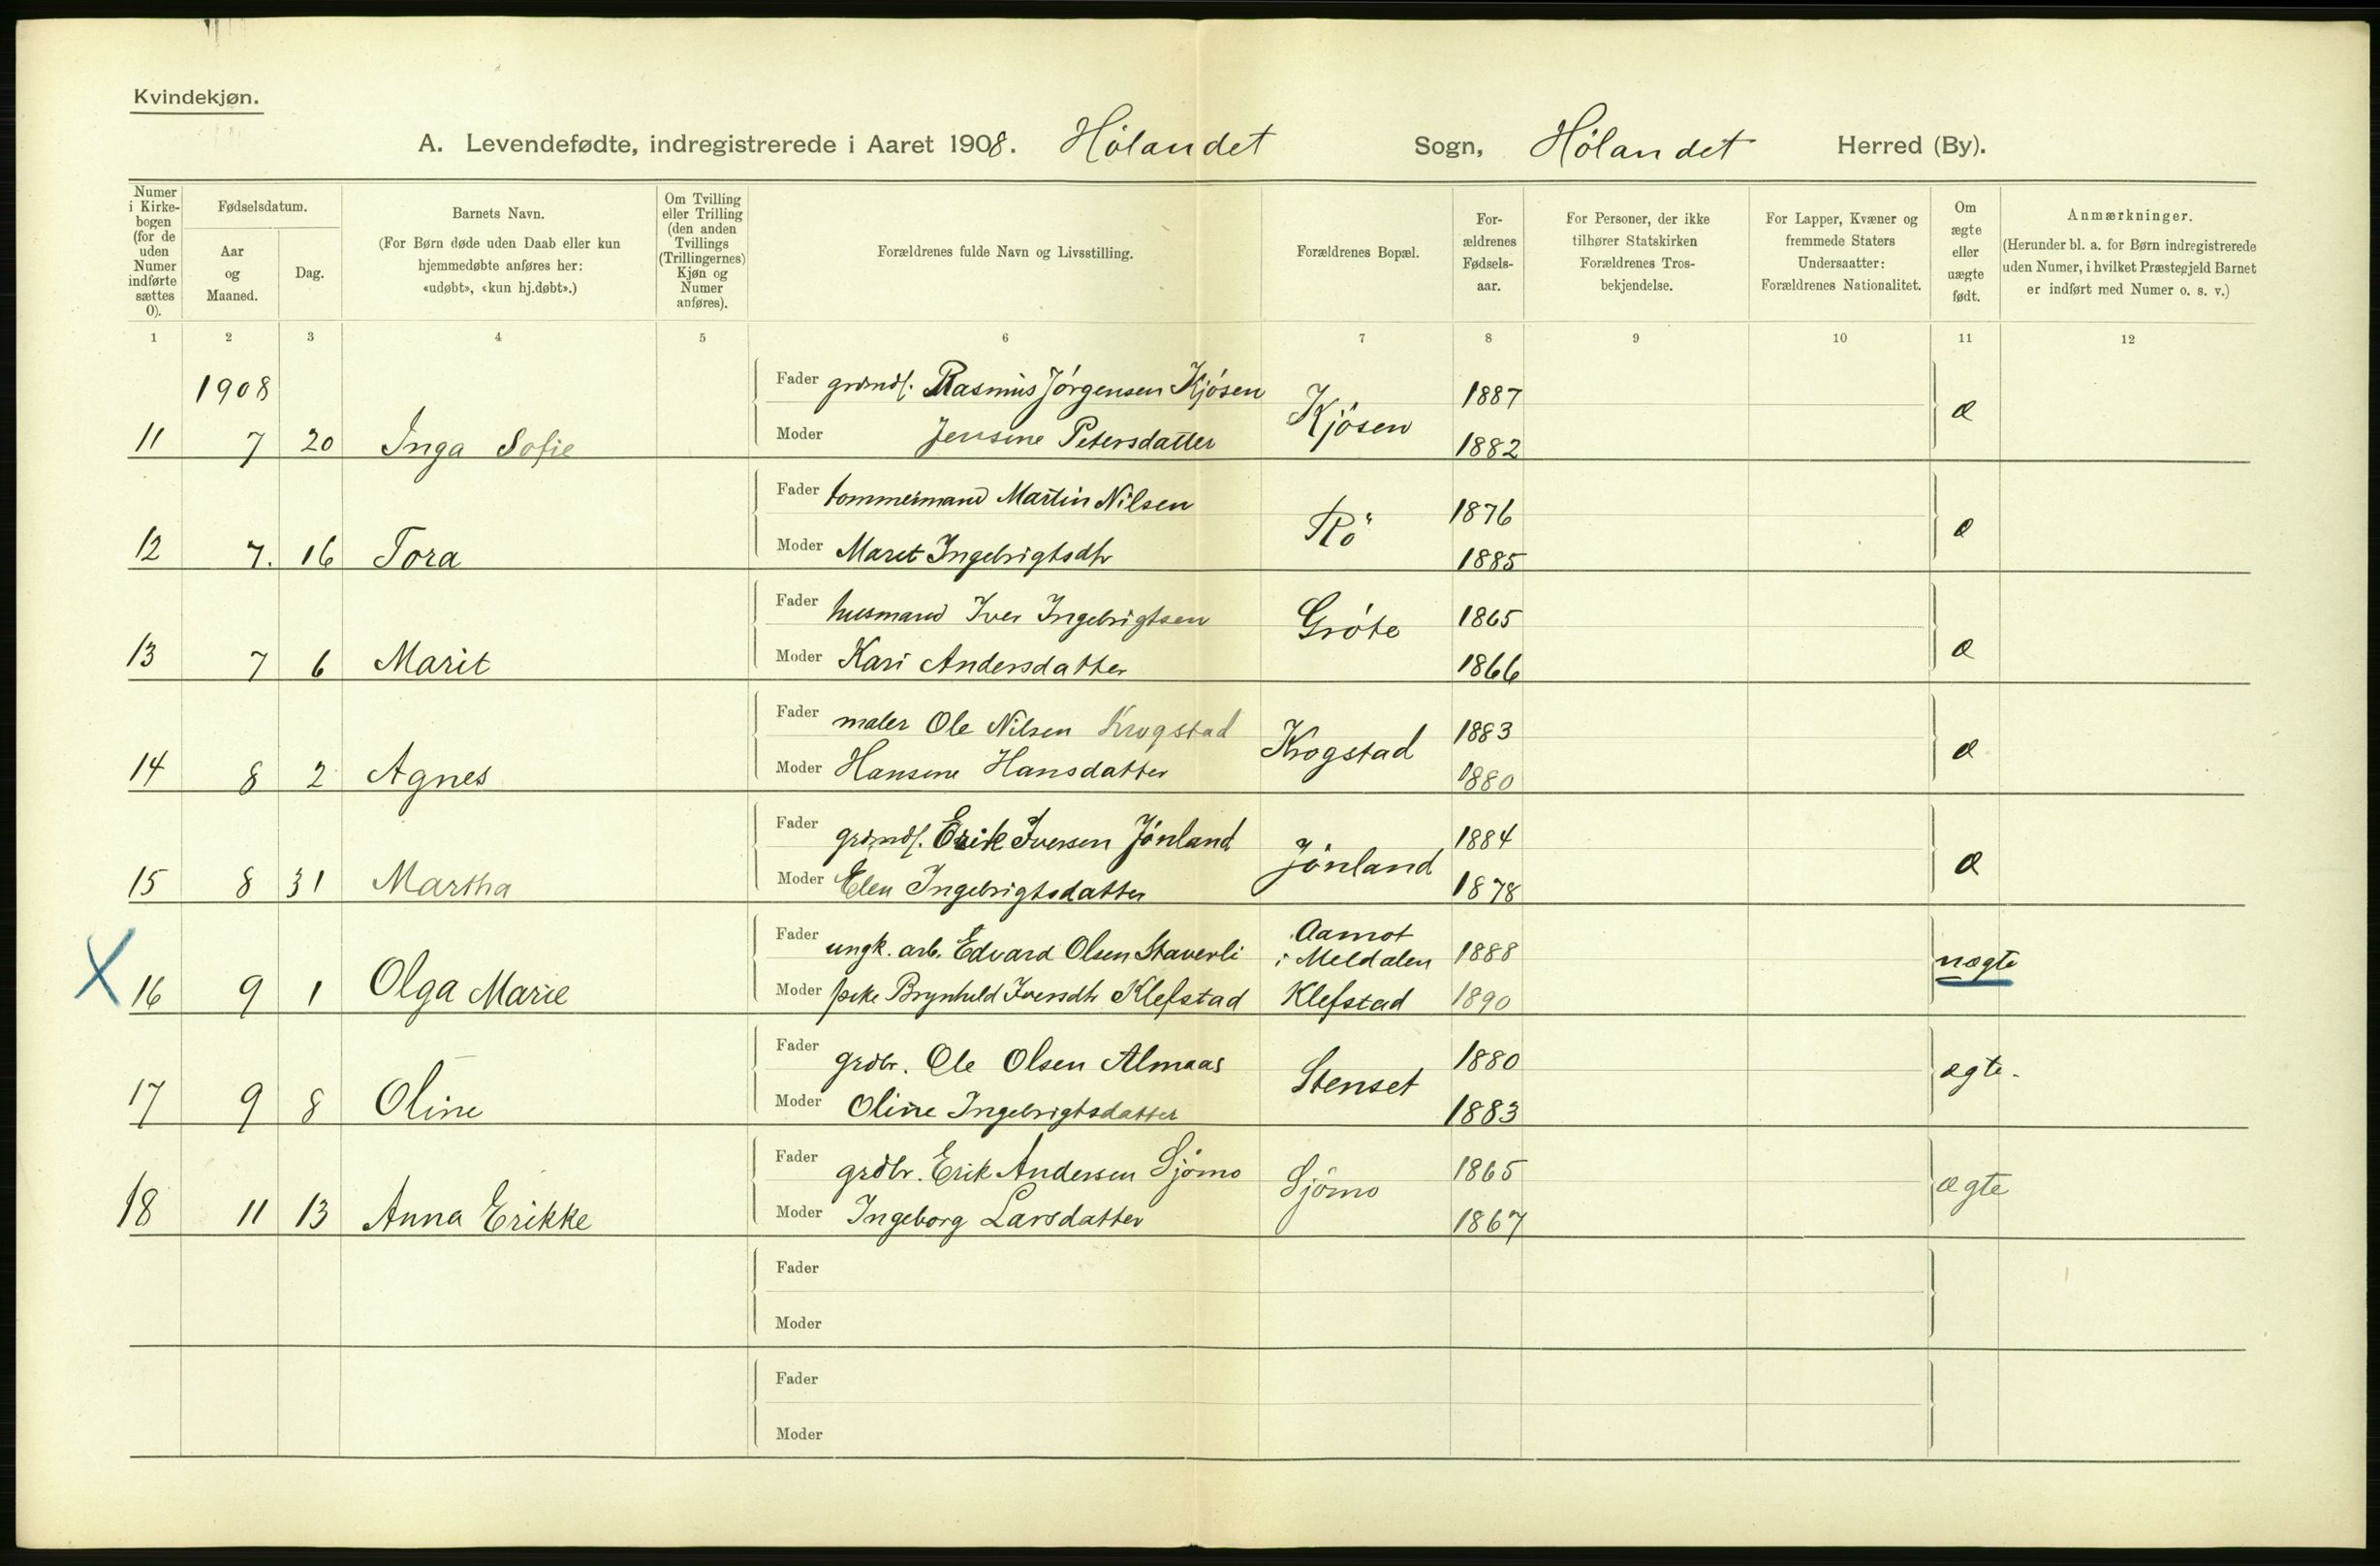 Kvindekjøn.
A. Levendefødte, indregistrerede i Aaret 1908. Hölandet Sogn, Hölandet Herred (By).
Numer i Kirkebogen (for de uden Numer indførte sættes 0).
Fødselsdatum.
Aar og Maaned.
Dag.
Barnets Navn.
(For Børn døde uden Daab eller kun hjemmedøbte anføres her: «udøbt», «kun hj.døbt».)
Om Tvilling eller Trilling (den anden Tvillings (Trillingernes) Kjøn og Numer anføres).
Forældrenes fulde Navn og Livsstilling.
Forældrenes Bopæl.
Forældrenes Fødselsaar.
For Personer, der ikke tilhører Statskirken Forældrenes Trosbekjendelse.
For Lapper, Kvæner og fremmede Staters Undersaatter: Forældrenes Nationalitet.
Om ægte eller uægte født.
Anmærkninger.
(Herunder bl. a. for Børn indregistrerede uden Numer, i hvilket Præstegjeld Barnet er indført med Numer o. s. v.)
1 2 3 4 5 6 7 8 9 10 11 12
1908
Fader Rasmus Jörgensen Kjösen 1887
11 7 20 Inga Sofie Moder Jensine Petersdatter Kjösen 1882 æ
Fader tommermand Martin Nilsen 1876
12 7. 16 Tora Moder Maret Ingebrigtsdtr Rö 1885 æ
Fader husmand Iver Ingebrigtsen Gröte 1865
13 7 6 Marit Moder Kari Andersdatter 1866 æ
Fader maler Ole Nilsen Krogstad 1883
14 8 2 Agnes Moder Hansine Hansdatter Krogstad 1880 æ
Fader Erik Iversen Jönland 1884
15 8 31 Martha Moder Elen Ingebrigtsdatter Jönland 1878 æ
Fader ungk. arb. Edvard Olsen Staverli Aamot i Meldalen 1888 uægte
X 16 9 1 Olga Marie Moder pike Brynhild Iversdtr Klefstad Klefstad 1890
Fader grdbr. Ole Olsen Almaas 1880
17 9 8 Oline Moder Oline Ingebrigtsdatter Stenset 1883 ægte.
Fader grdbr. Erik Andersen Sjömo 1865
18 11 13 Anna Erikke Moder Ingeborg Larsdatter Sjömo 1867 ægte
Fader
Moder
Fader
Moder